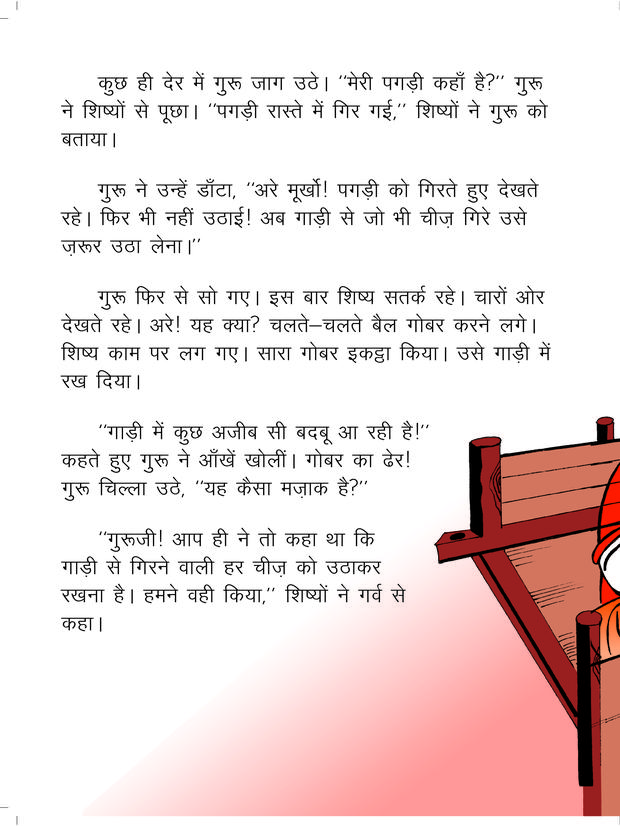 कुछ ही देर में गुरू जाग उठे। ''मेरी पगड़ी कहाँ है?'' गुरू
ने शिष्यों से पूछा। ''पगड़ी रास्ते में गिर गई,'' शिष्यों ने गुरू को
बताया।
गुरू ने उन्हें डाँटा, ''अरे मूर्खो! पगड़ी को गिरते हुए देखते
रहे। फिर भी नहीं उठाई! अब गाड़ी से जो भी चीज़ गिरे उसे
ज़रूर उठा लेना।''
गुरू फिर से सो गए। इस बार शिष्य सतर्क रहे। चारों ओर
देखते रहे। अरे! यह क्या? चलते–चलते बैल गोबर करने लगे।
शिष्य काम पर लग गए। सारा गोबर इकट्ठा किया। उसे गाड़ी में
रख दिया।
''गाड़ी में कुछ अजीब सी बदबू आ रही है!''
कहते हुए गुरू ने आँखें खोलीं। गोबर का ढेर!
गुरू चिल्ला उठे, ''यह कैसा मज़ाक है?''
''गुरूजी! आप ही ने तो कहा था कि
गाड़ी से गिरने वाली हर चीज़ को उठाकर
रखना है। हमने वही किया,'' शिष्यों ने गर्व से
कहा।